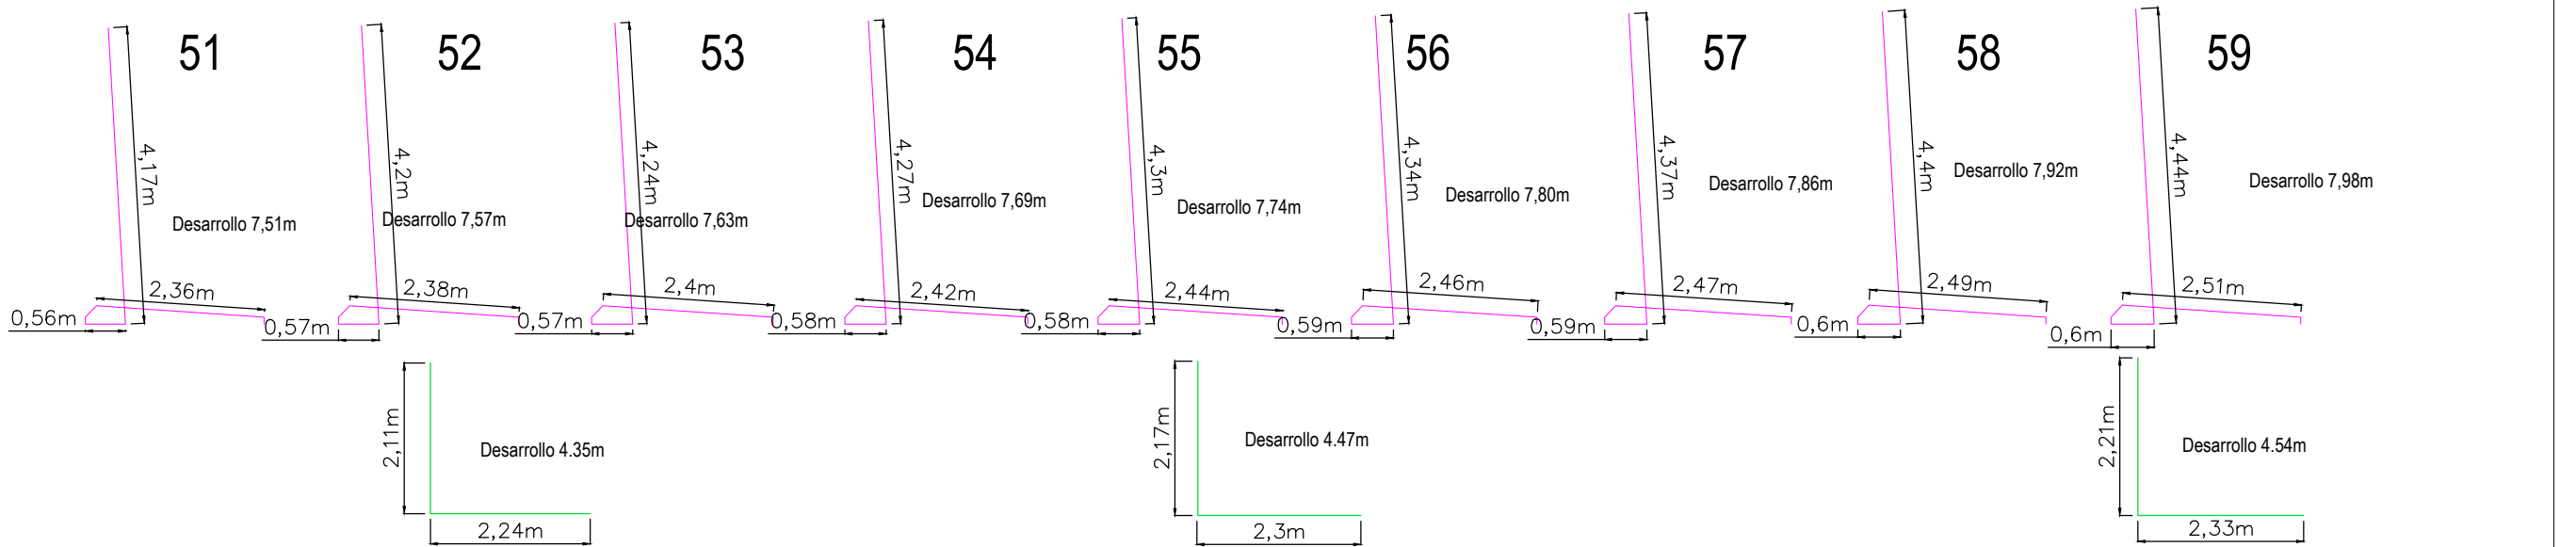 51
4,17m
Desarrollo 7,51m
2,36m
0,56m
52
4,2m
Desarrollo 7,57m
2,38m
0,57m
53
4,24m
Desarrollo 7,63m
2,4m
0,57m
54
4,27m
Desarrollo 7,69m
2,42m
0,58m
55
4,3m
Desarrollo 7,74m
2,44m
0,58m
56
4,34m
Desarrollo 7,80m
2,46m
0,59m
57
4,37m
Desarrollo 7,86m
2,47m
0,59m
58
4,4m
Desarrollo 7,92m
2,49m
0,6m
59
4,44m
Desarrollo 7,98m
2,51m
0,6m
2,11m
Desarrollo 4.35m
2,24m
2,17m
Desarrollo 4.47m
2,3m
2,21m
Desarrollo 4.54m
2,33m